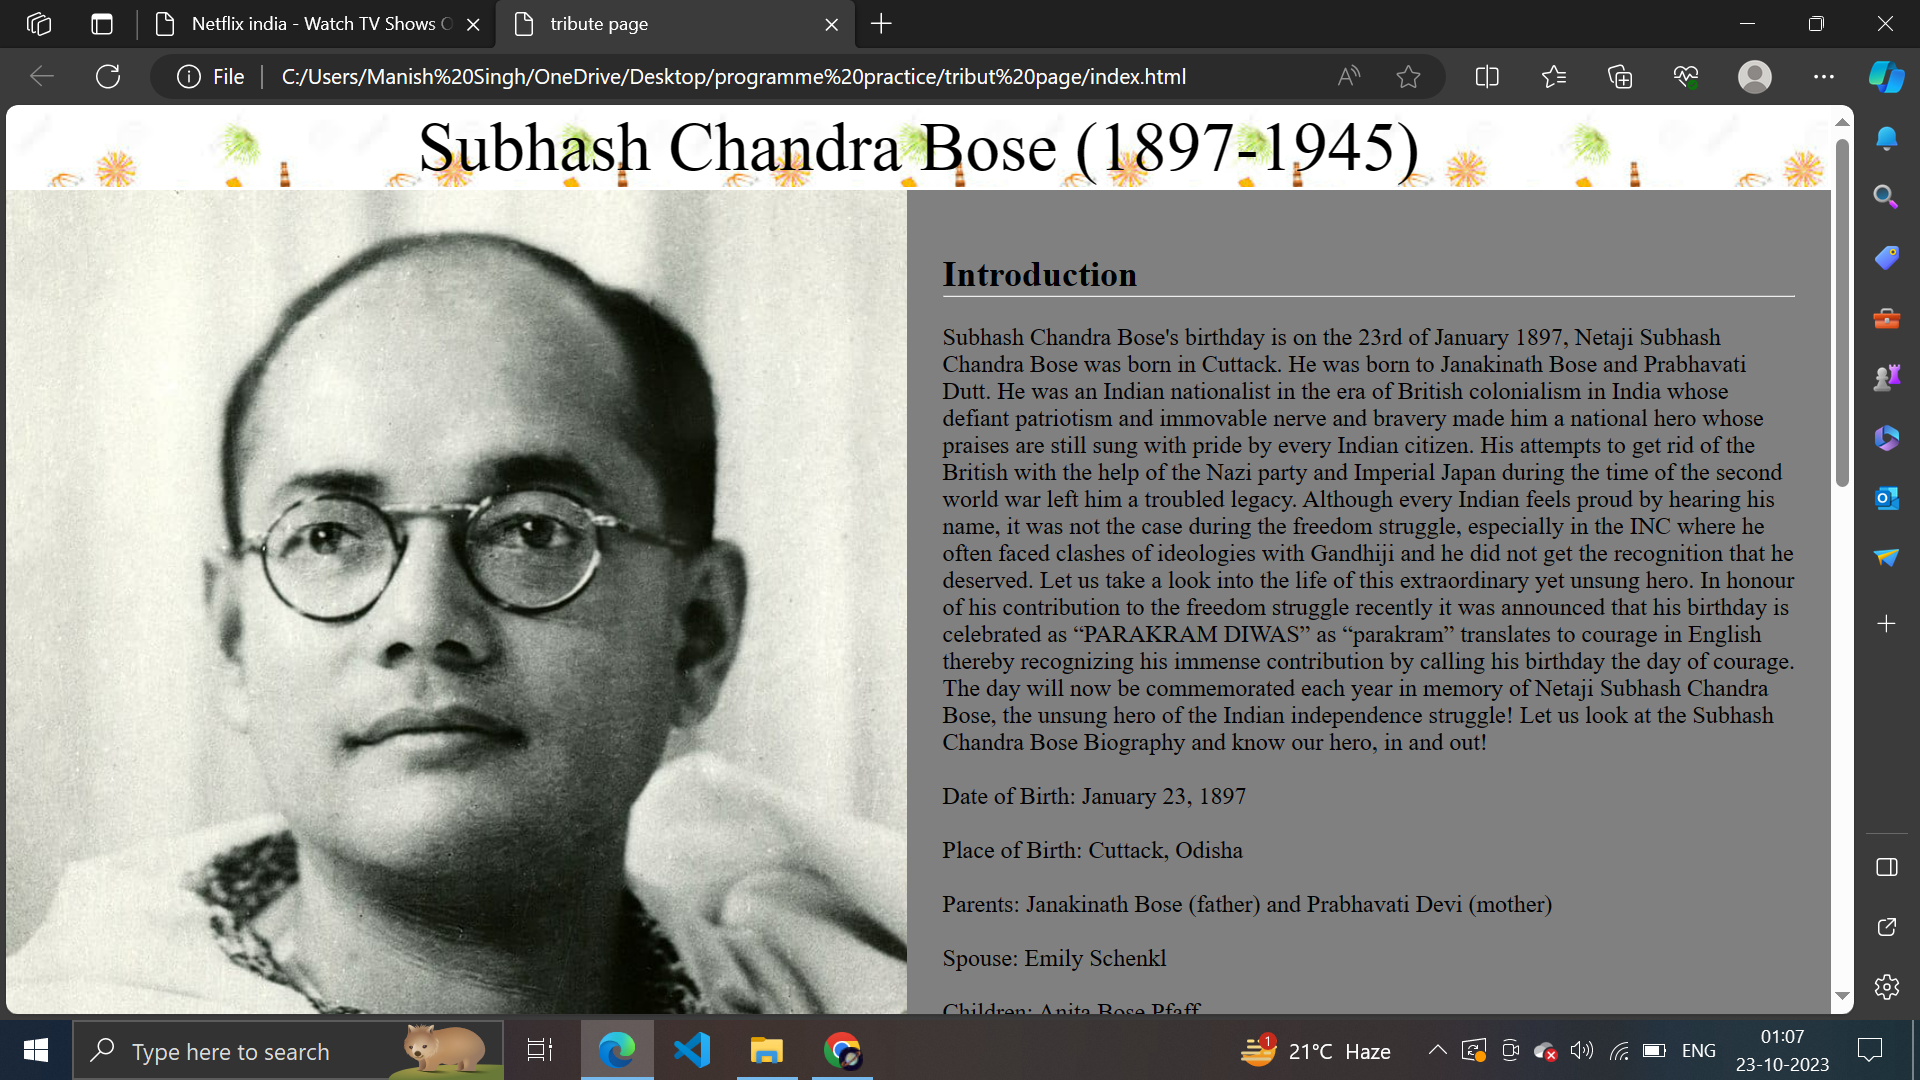 Netflix india - Watch TV Shows O
tribute page
File
C:/Users/Manish%20Singh/OneDrive/Desktop/programme%20practice/tribut%20page/index.html
Subhash Chandra Bose (1897-1945)
Introduction
Subhash Chandra Bose's birthday is on the 23rd of January 1897, Netaji Subhash
Chandra Bose was born in Cuttack. He was born to Janakinath Bose and Prabhavati
Dutt. He was an Indian nationalist in the era of British colonialism in India whose
defiant patriotism and immovable nerve and bravery made him a national hero whose
praises are still sung with pride by every Indian citizen. His attempts to get rid of the
British with the help of the Nazi party and Imperial Japan during the time of the second
world war left him a troubled legacy. Although every Indian feels proud by hearing his
name, it was not the case during the freedom struggle, especially in the INC where he
often faced clashes of ideologies with Gandhiji and he did not get the recognition that he
deserved. Let us take a look into the life of this extraordinary yet unsung hero. In honour
of his contribution to the freedom struggle recently it was announced that his birthday is
celebrated as “PARAKRAM DIWAS” as “parakram” translates to courage in English
thereby recognizing his immense contribution by calling his birthday the day of courage.
The day will now be commemorated each year in memory of Netaji Subhash Chandra
Bose, the unsung hero of the Indian independence struggle! Let us look at the Subhash
Chandra Bose Biography and know our hero, in and out!
Date of Birth: January 23, 1897
Place of Birth: Cuttack, Odisha
Parents: Janakinath Bose (father) and Prabhavati Devi (mother)
Spouse: Emily Schenkl
Children: Anita Bose Pfaff
Type here to search
1
21°C Haze
ENG
01:07
23-10-2023